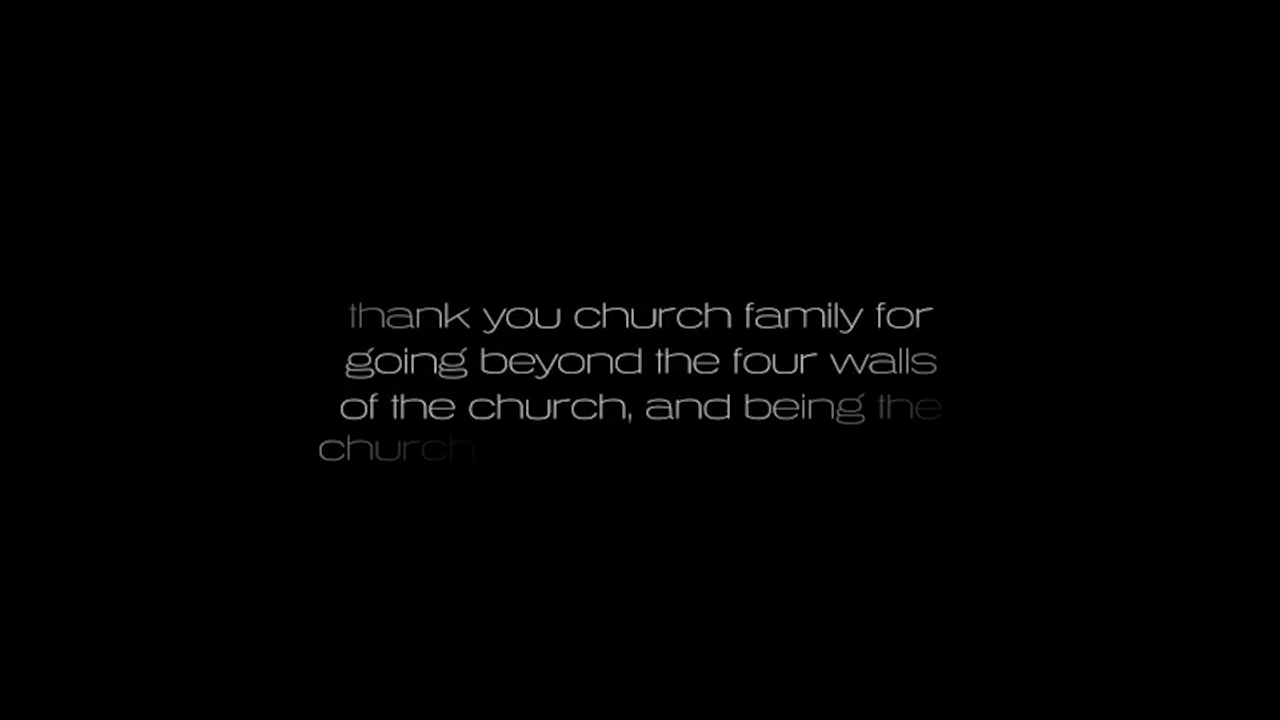 thank you church family for
going beyond the four walls
of the church, and being the
church